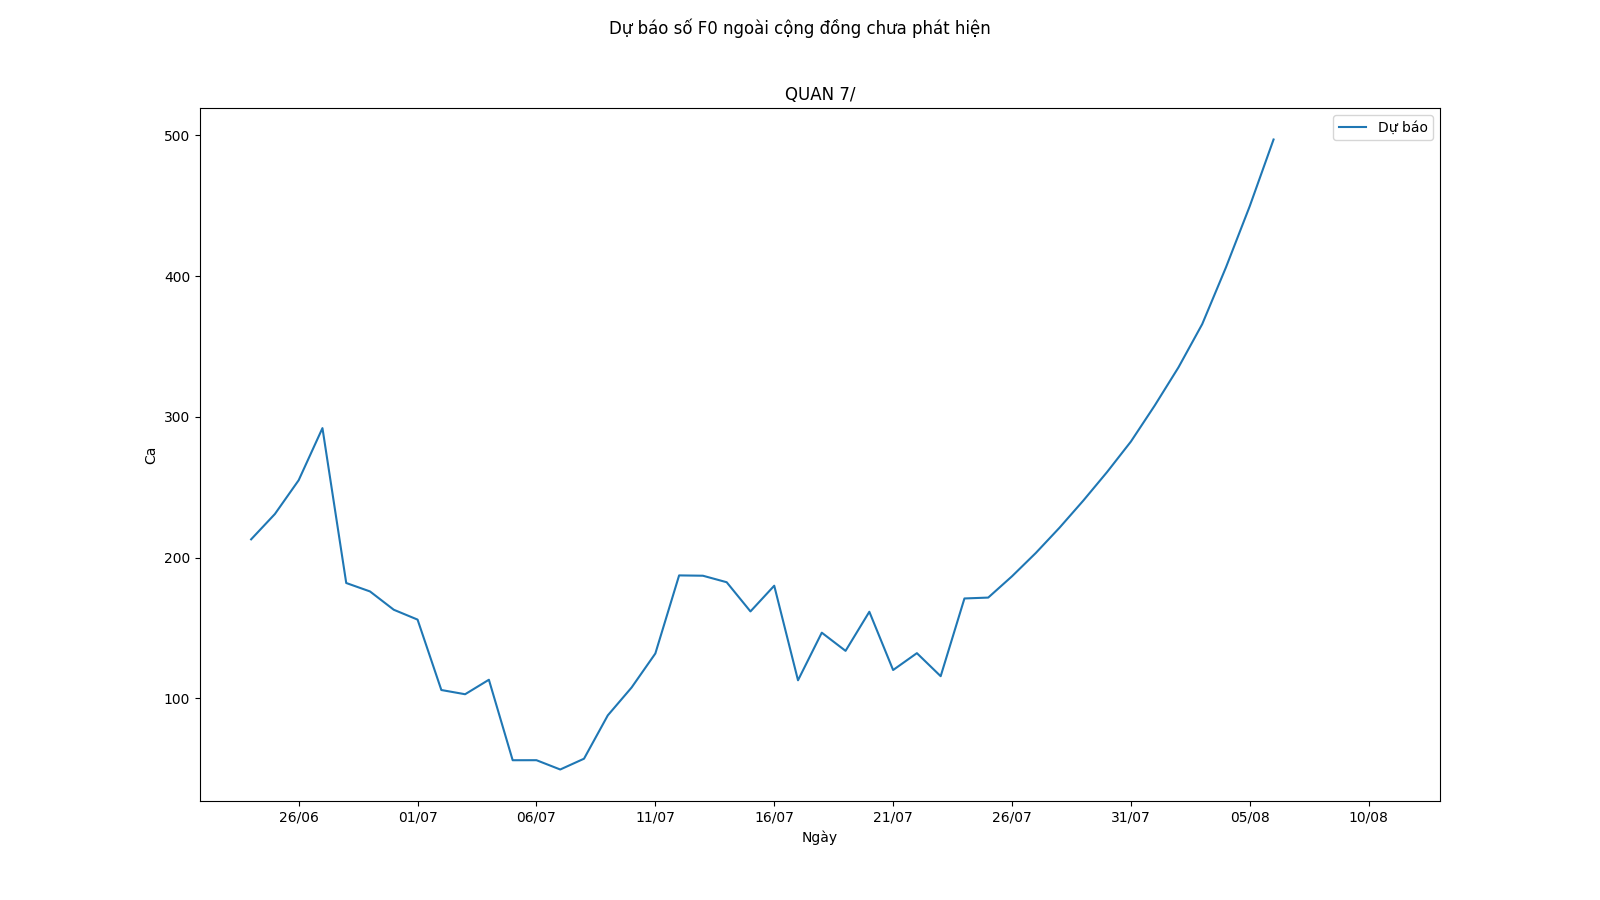 Dự báo số F0 ngoài cộng đồng chưa phát hiện
QUAN 7/
Dự báo
500
400
300
200
100
Ca
26/06 01/07 06/07 11/07 16/07 21/07 26/07 31/07 05/08 10/08
Ngày